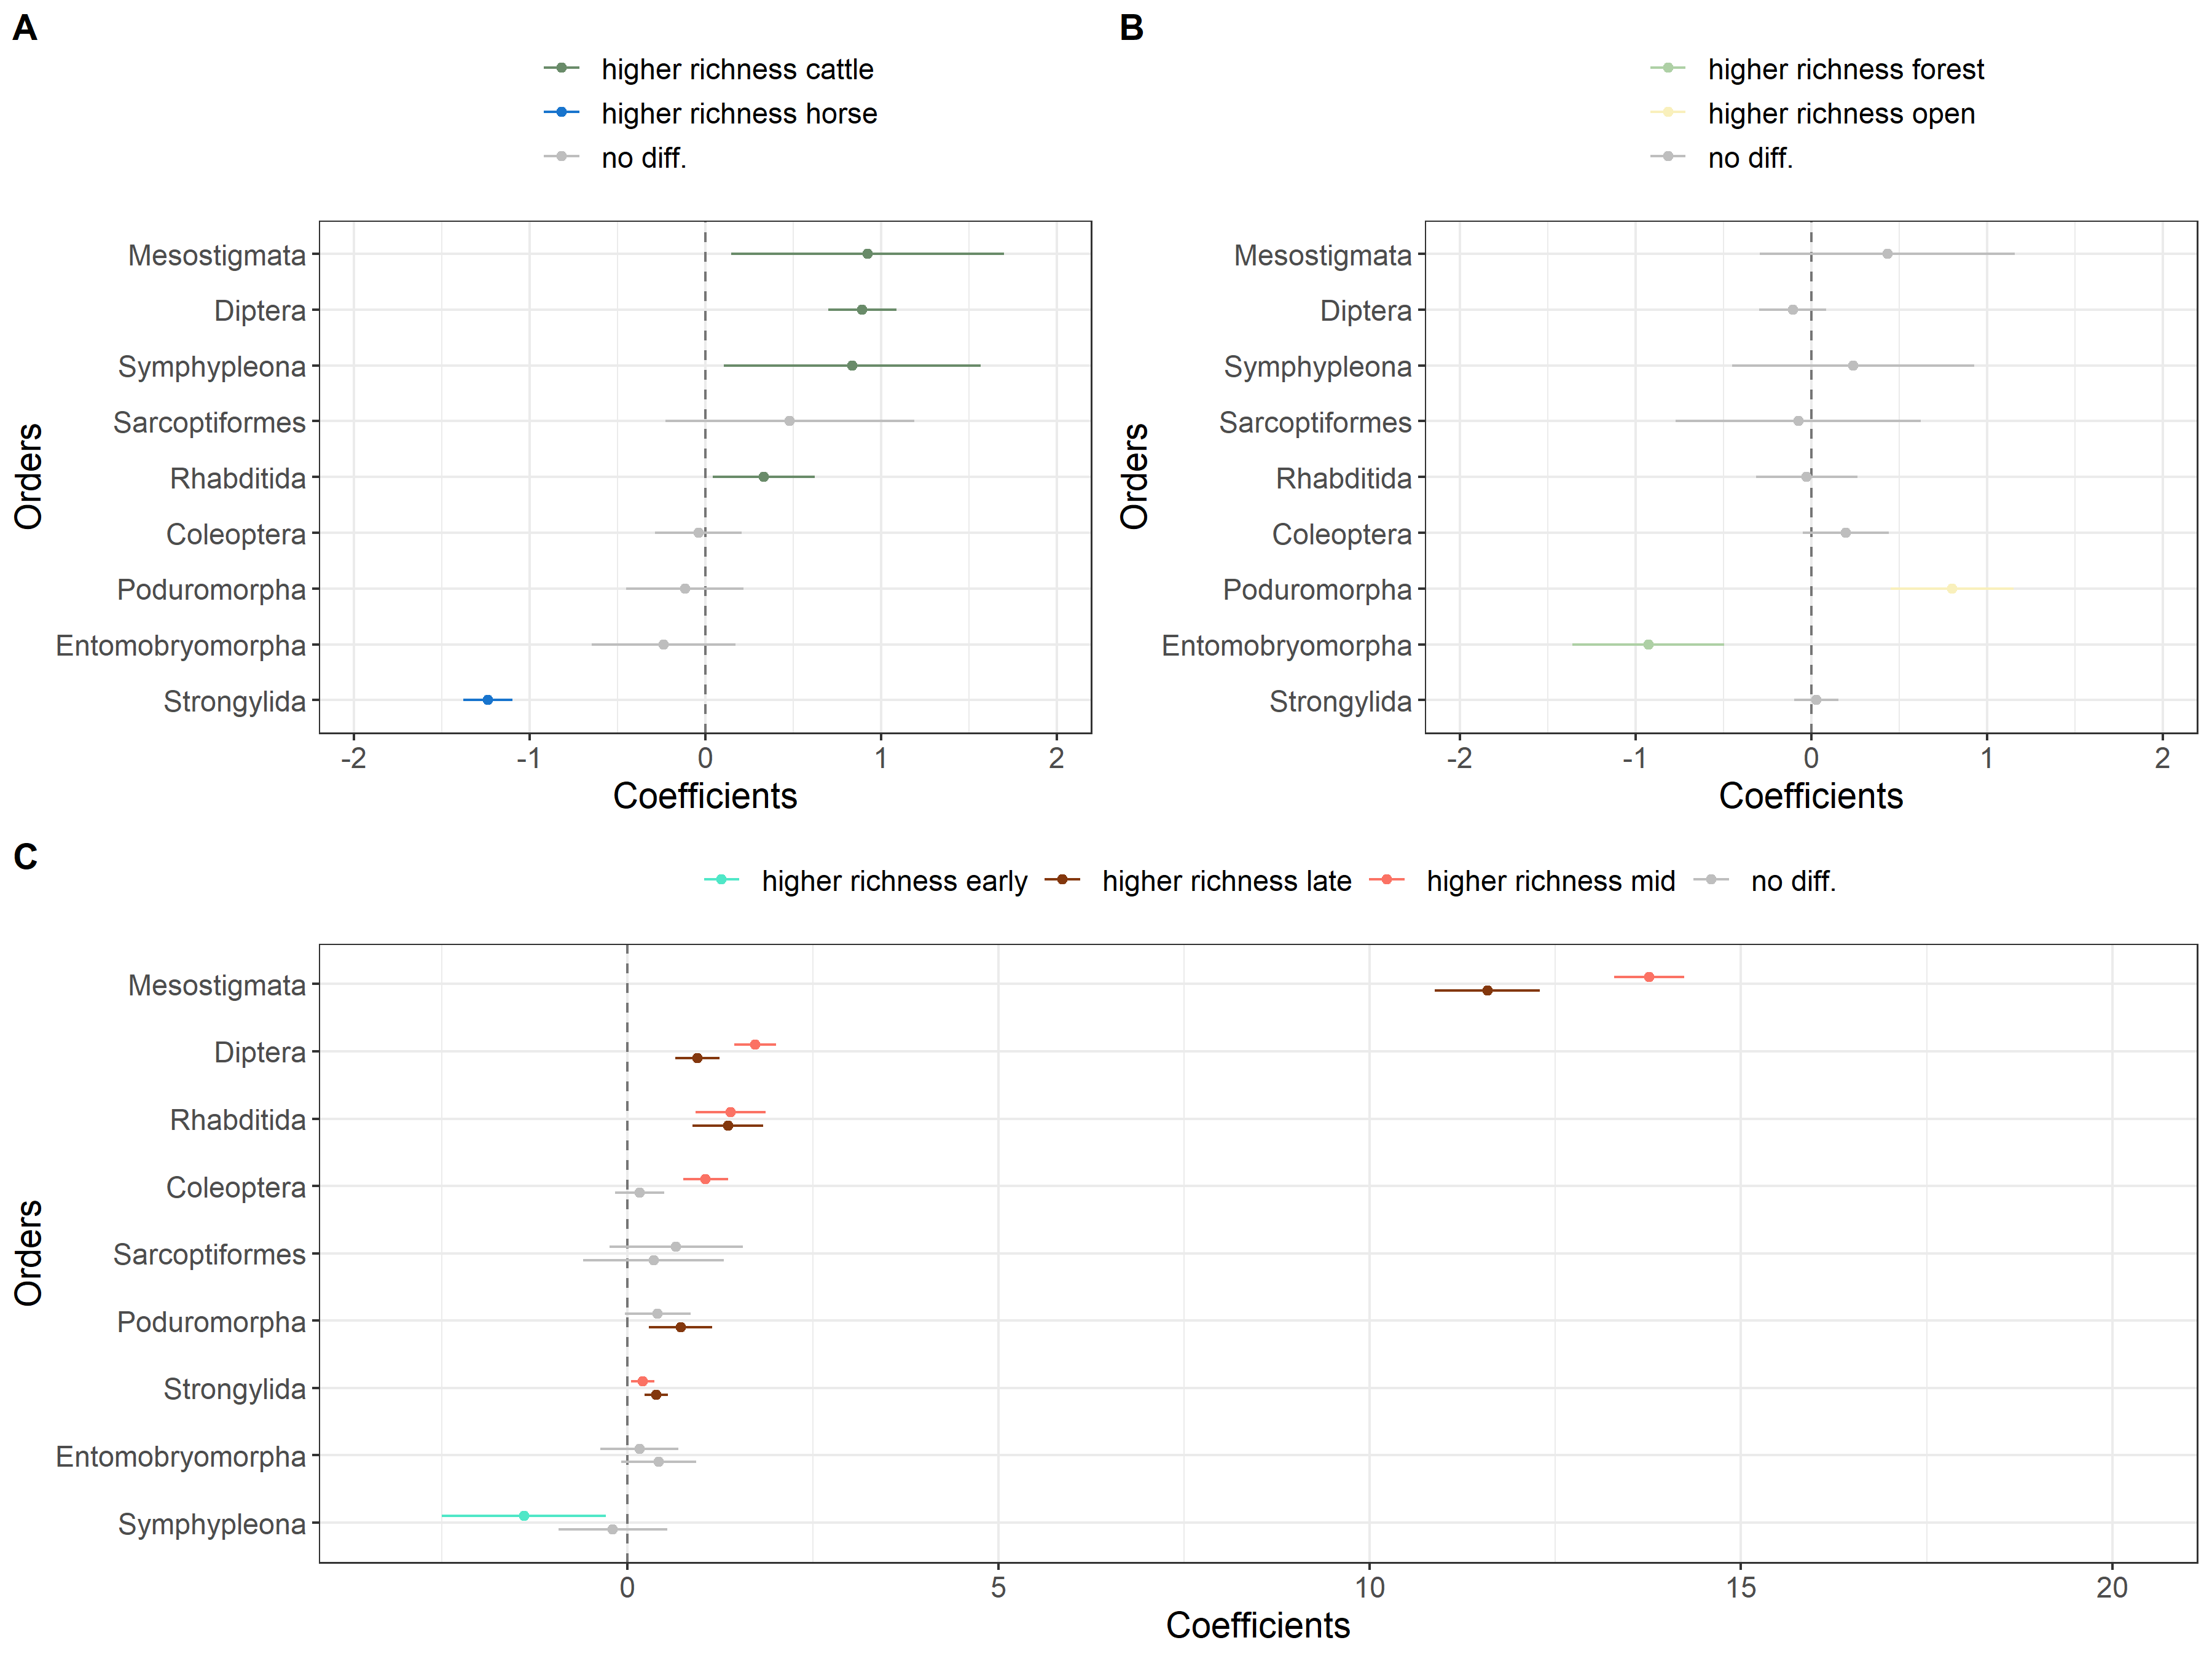 A
higher richness cattle
higher richness horse
no diff.
Orders
Mesostigmata
Diptera
Symphypleona
Sarcoptiformes
Rhabditida
Coleoptera
Poduromorpha
Entomobryomorpha
Strongylida
-2 -1 0 1 2
Coefficients
B
higher richness forest
higher richness open
no diff.
Orders
Mesostigmata
Diptera
Symphypleona
Sarcoptiformes
Rhabditida
Coleoptera
Poduromorpha
Entomobryomorpha
Strongylida
-2 -1 0 1 2
Coefficients
C
higher richness early higher richness late higher richness mid no diff.
Orders
Mesostigmata
Diptera
Rhabditida
Coleoptera
Sarcoptiformes
Poduromorpha
Strongylida
Entomobryomorpha
Symphypleona
0 5 10 15 20
Coefficients